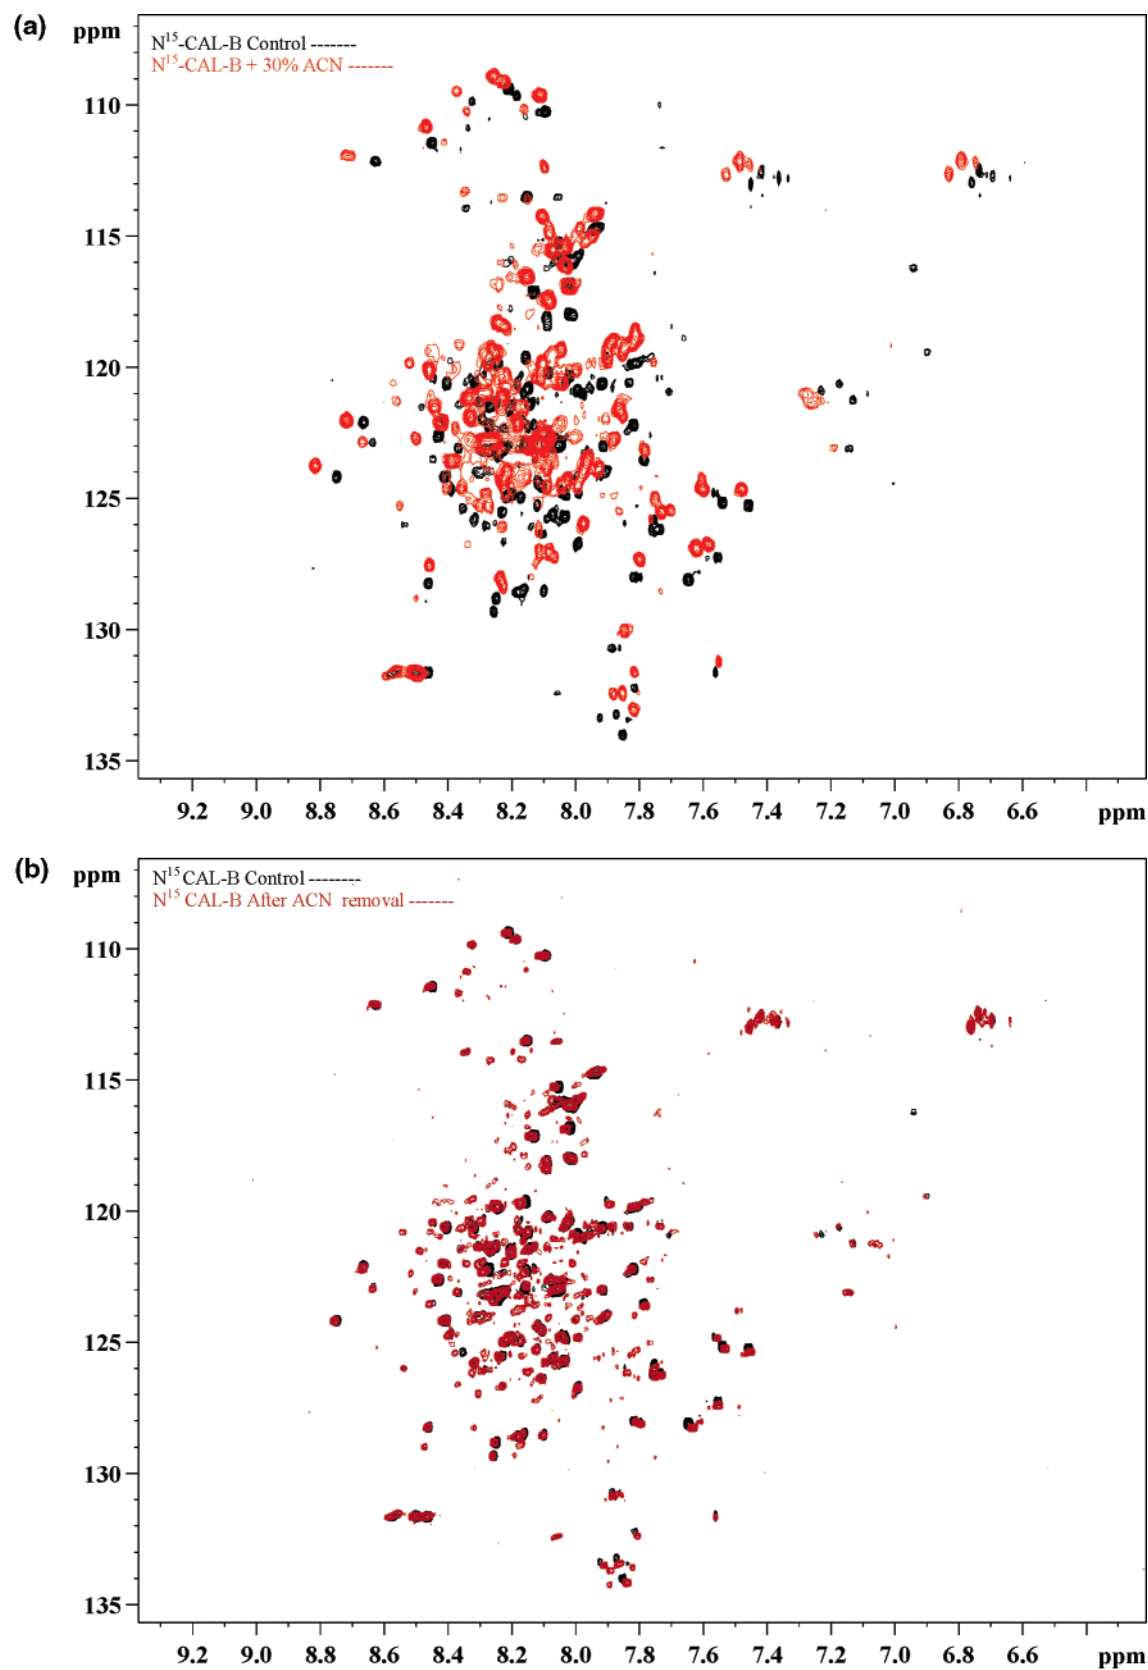 (a)
ppm
N¹⁵-CAL-B Control -------
N¹⁵-CAL-B + 30% ACN -------
110
115
120
125
130
135
9.2 9.0 8.8 8.6 8.4 8.2 8.0 7.8 7.6 7.4 7.2 7.0 6.8 6.6 ppm
(b)
ppm
N¹⁵ CAL-B Control --------
N¹⁵ CAL-B After ACN removal -------
110
115
120
125
130
135
9.2 9.0 8.8 8.6 8.4 8.2 8.0 7.8 7.6 7.4 7.2 7.0 6.8 6.6 ppm